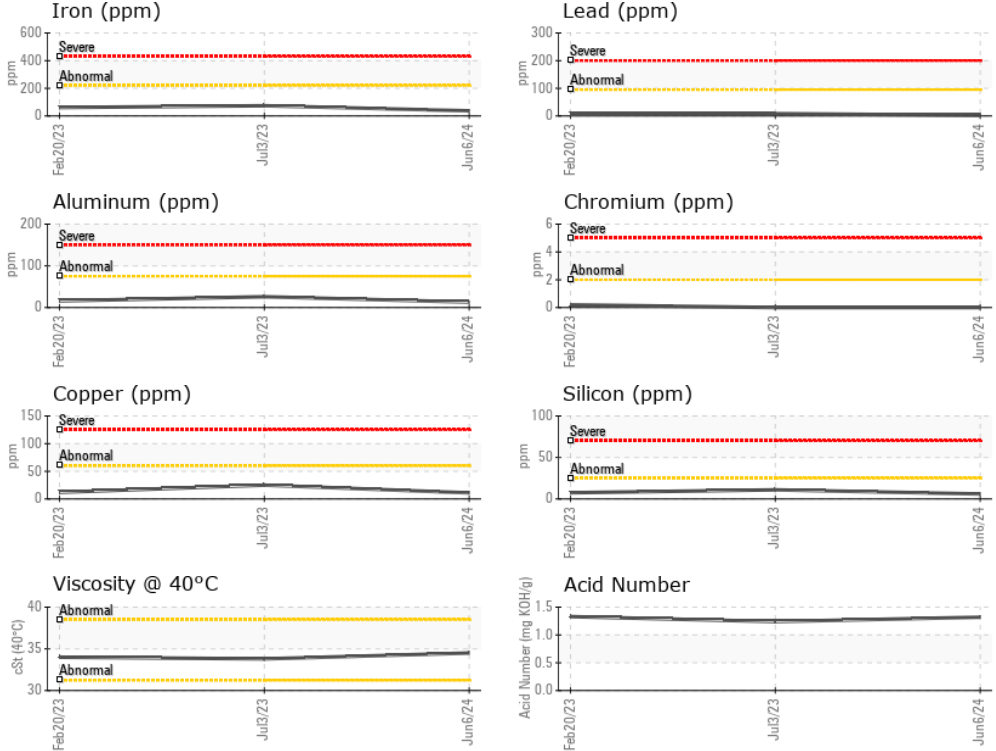 Iron (ppm)
600
400
200
0
ppm
Severe
Abnormal
Feb20/23
Jul3/23
Jun6/24
Lead (ppm)
300
200
100
0
ppm
Severe
Abnormal
Feb20/23
Jul3/23
Jun6/24
Aluminum (ppm)
200
100
0
ppm
Severe
Abnormal
Feb20/23
Jul3/23
Jun6/24
Chromium (ppm)
6
4
2
0
ppm
Severe
Abnormal
Feb20/23
Jul3/23
Jun6/24
Copper (ppm)
150
100
50
0
ppm
Severe
Abnormal
Feb20/23
Jul3/23
Jun6/24
Silicon (ppm)
100
50
0
ppm
Severe
Abnormal
Feb20/23
Jul3/23
Jun6/24
Viscosity @ 40°C
40
35
30
cSt (40°C)
Abnormal
Abnormal
Feb20/23
Jul3/23
Jun6/24
Acid Number
1.5
1.0
0.5
0.0
Acid Number (mg KOH/g)
Feb20/23
Jul3/23
Jun6/24